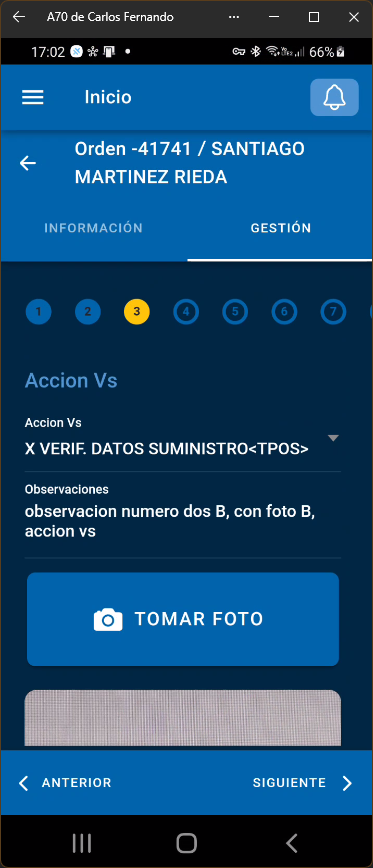 A70 de Carlos Fernando
17:02
66%
Inicio
Orden -41741 / SANTIAGO
MARTINEZ RIEDA
INFORMACIÓN
GESTIÓN
1
2
3
4
5
6
7
Accion Vs
Accion Vs
X VERIF. DATOS SUMINISTRO<TPOS>
Observaciones
observacion numero dos B, con foto B,
accion vs
TOMAR FOTO
ANTERIOR
SIGUIENTE